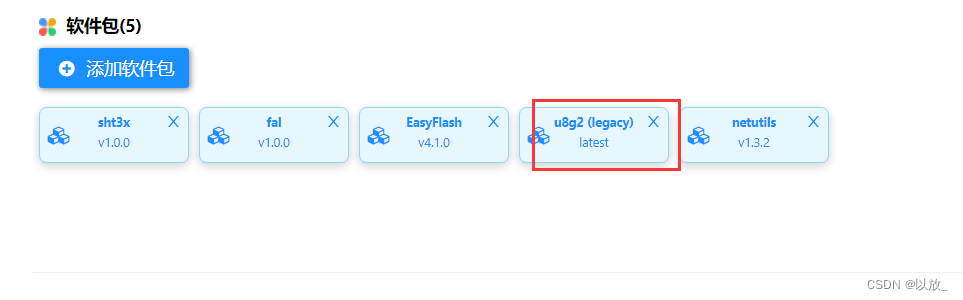 软件包(5)
添加软件包
sht3x
v1.0.0
fal
v1.0.0
EasyFlash
v4.1.0
u8g2 (legacy)
latest
netutils
v1.3.2
CSDN @以放_